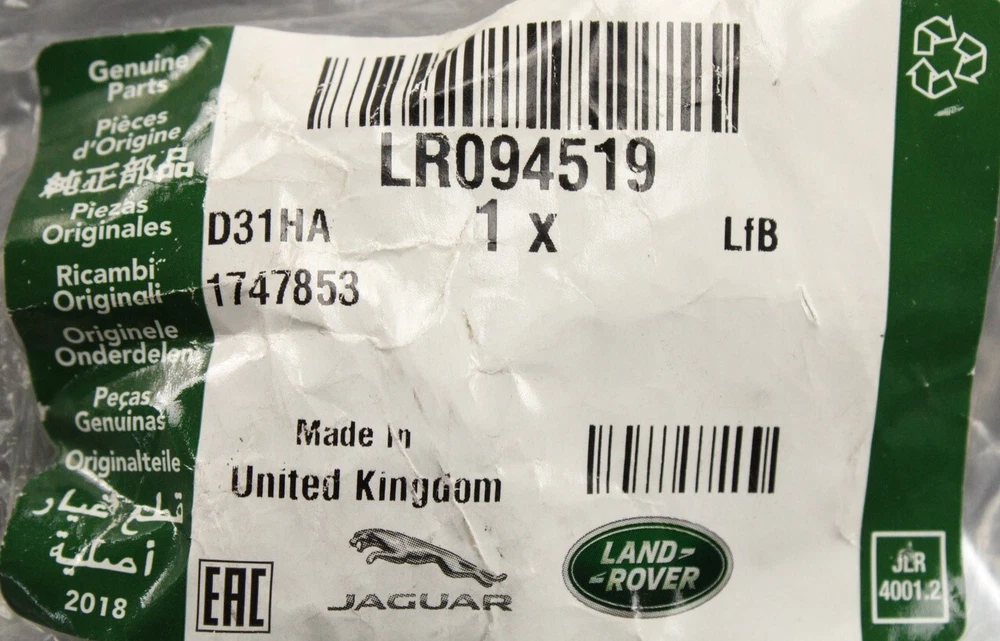 Genuine
Parts
Pièces
d'Origine
純正部品
Piezas
Originales
Ricambi
Originali
Originele
Onderdelen
Peças
Genuinas
Originalteile
قطع غيار
أصلية
2018
LR094519
D31HA
1 x
LfB
1747853
Made in
United Kingdom
EAC
JAGUAR
LAND-
-ROVER
JLR
4001.2